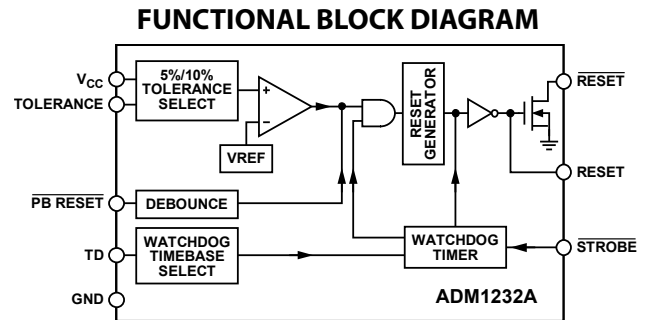 FUNCTIONAL BLOCK DIAGRAM
VCC
TOLERANCE
5%/10%
TOLERANCE
SELECT
+
–
VREF
RESET
GENERATOR
RESET
RESET
PB RESET
DEBOUNCE
TD
WATCHDOG
TIMEBASE
SELECT
WATCHDOG
TIMER
STROBE
GND
ADM1232A